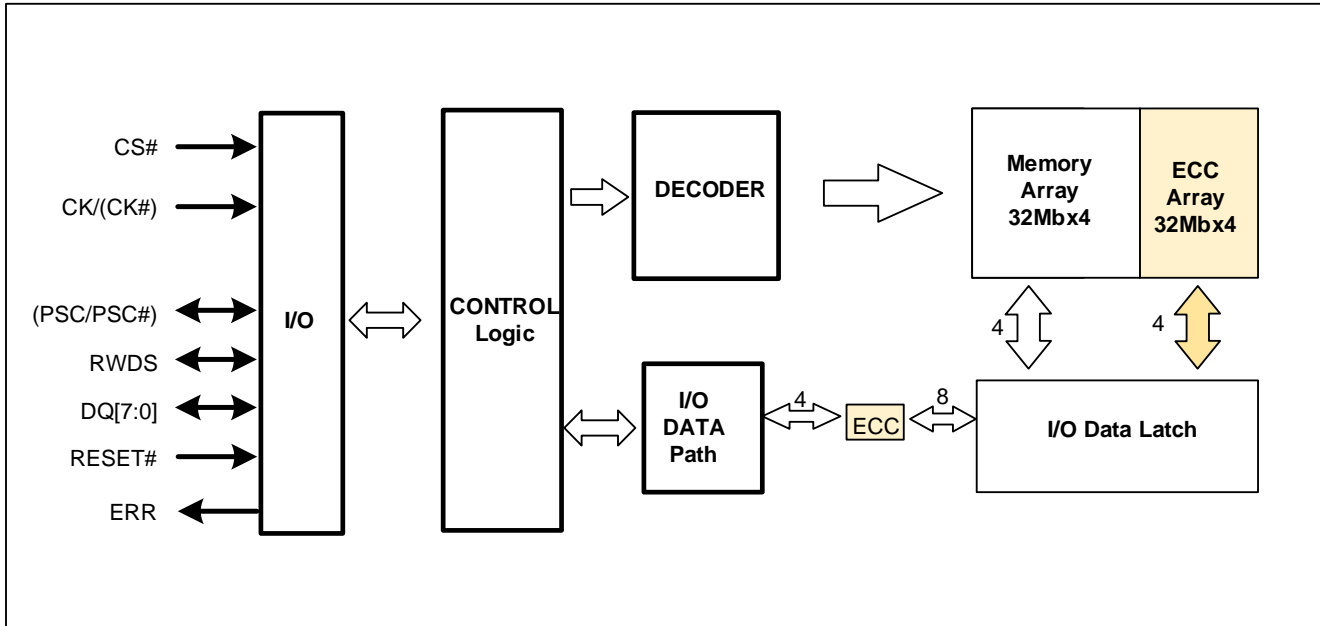 CS#
CK/(CK#)
(PSC/PSC#)
RWDS
DQ[7:0]
RESET#
ERR
I/O
CONTROL
Logic
DECODER
I/O
DATA
Path
4
ECC
8
Memory
Array
32Mbx4
ECC
Array
32Mbx4
4
4
I/O Data Latch